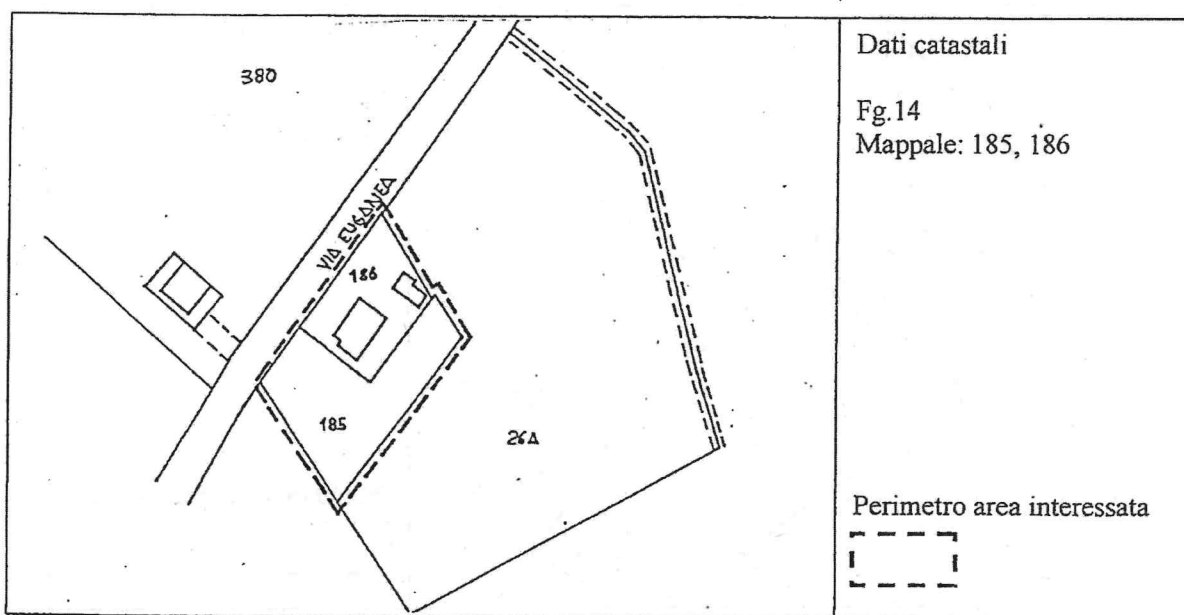 380
VIA EUGANEA
186
185
26A
Dati catastali
Fg.14
Mappale: 185, 186
Perimetro area interessata